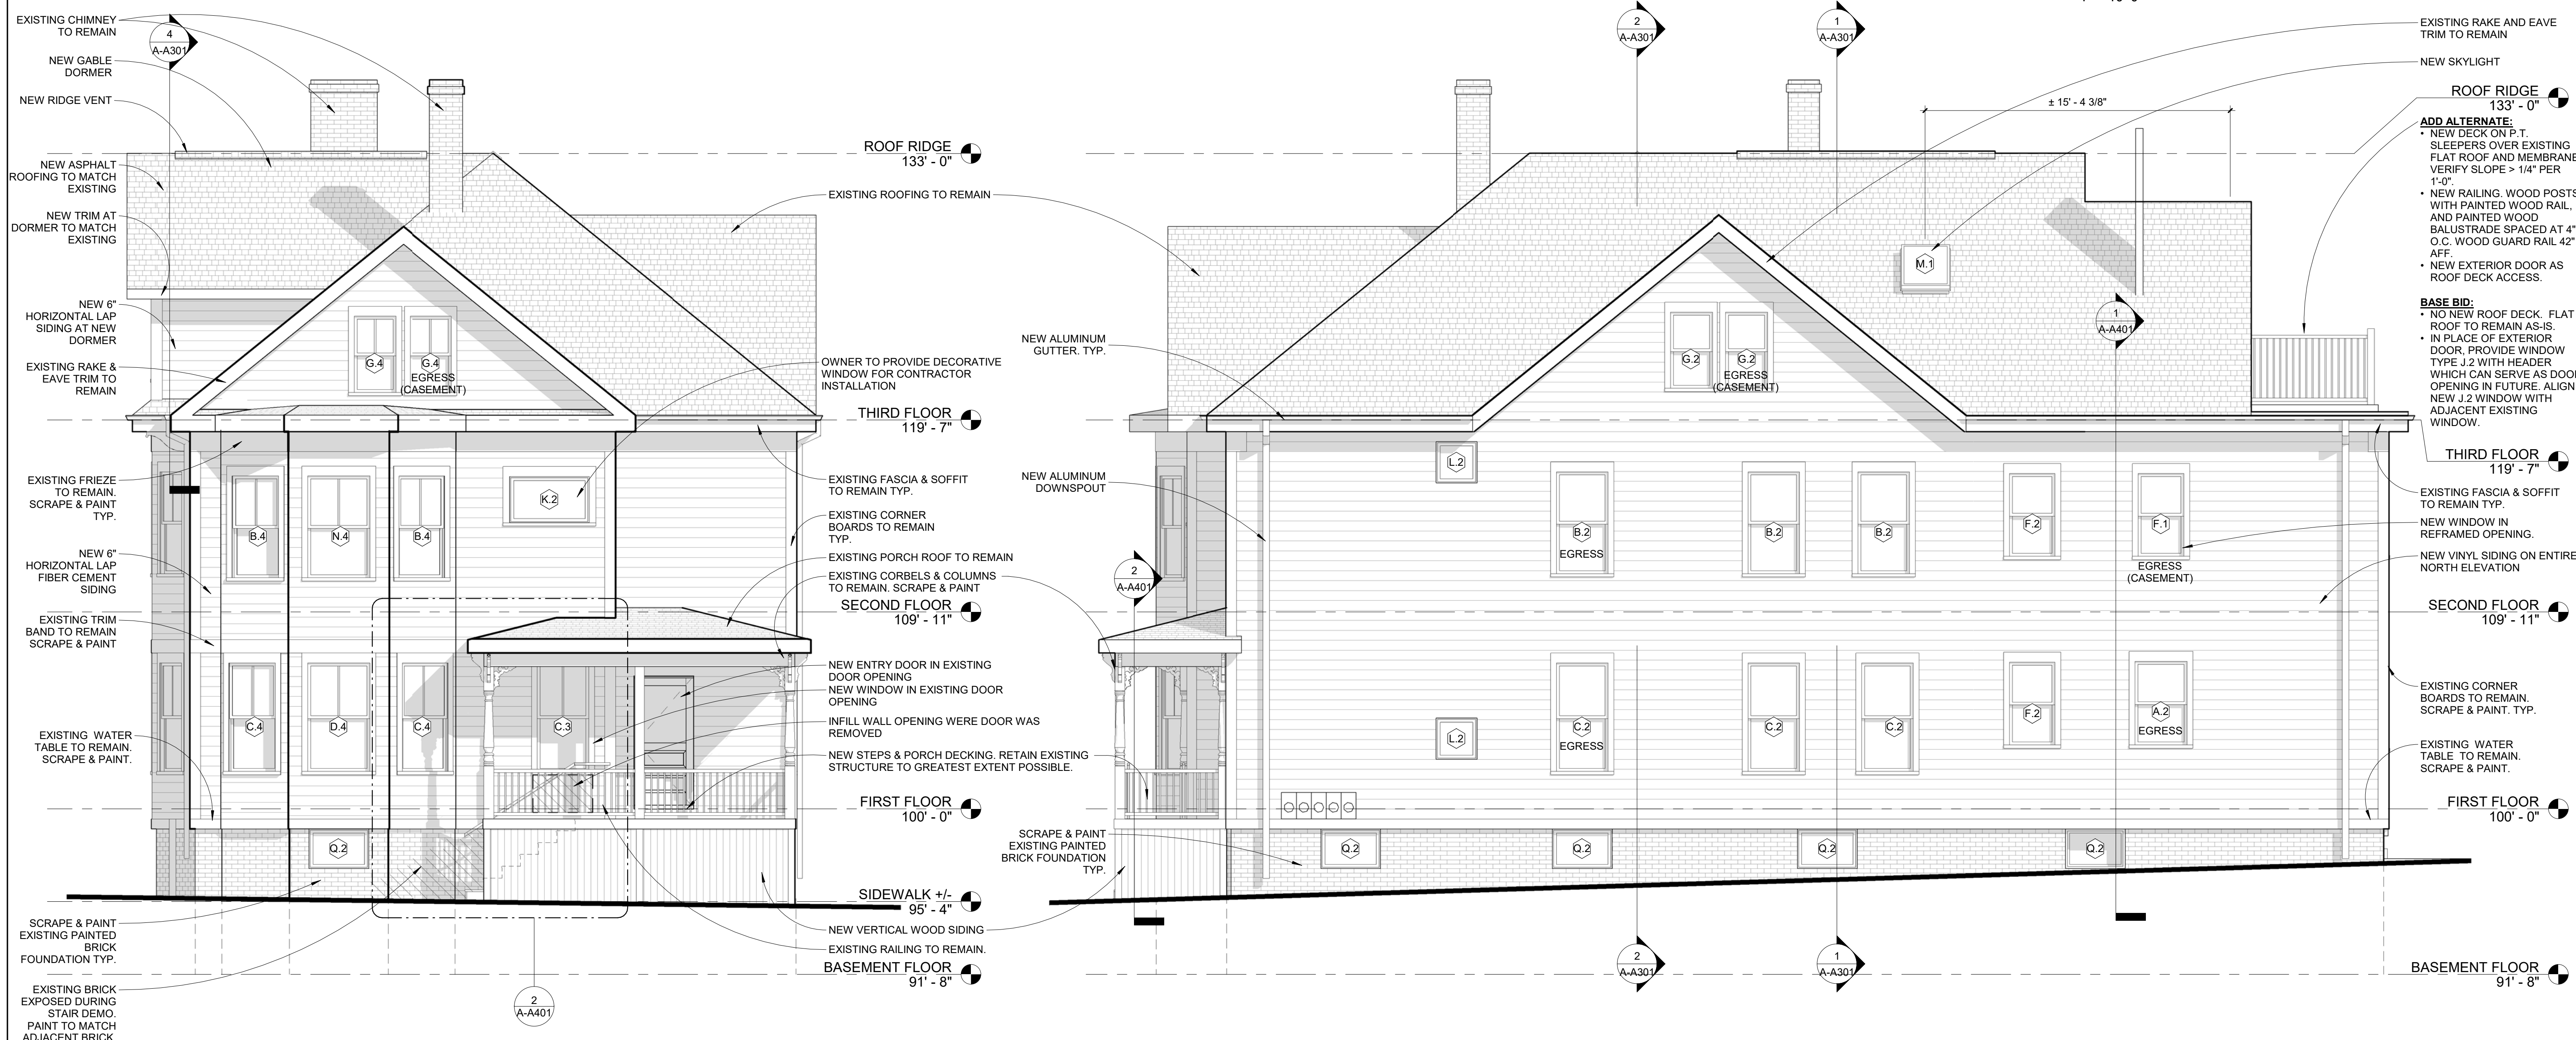 EXISTING CHIMNEY
TO REMAIN
4
A-A301
NEW GABLE
DORMER
NEW RIDGE VENT
NEW ASPHALT
ROOFING TO MATCH
EXISTING
NEW TRIM AT
DORMER TO MATCH
EXISTING
NEW 6"
HORIZONTAL LAP
SIDING AT NEW
DORMER
EXISTING RAKE &
EAVE TRIM TO
REMAIN
EXISTING FRIEZE
TO REMAIN.
SCRAPE & PAINT
TYP.
NEW 6"
HORIZONTAL LAP
FIBER CEMENT
SIDING
EXISTING TRIM
BAND TO REMAIN
SCRAPE & PAINT
EXISTING WATER
TABLE TO REMAIN.
SCRAPE & PAINT.
SCRAPE & PAINT
EXISTING PAINTED
BRICK
FOUNDATION TYP.
EXISTING BRICK
EXPOSED DURING
STAIR DEMO.
PAINT TO MATCH
ADJACENT BRICK.
G.4
G.4
EGRESS
(CASEMENT)
B.4
N.4
B.4
K.2
C.4
D.4
C.4
C.3
Q.2
2
A-A401
ROOF RIDGE
133' - 0"
EXISTING ROOFING TO REMAIN
OWNER TO PROVIDE DECORATIVE
WINDOW FOR CONTRACTOR
INSTALLATION
THIRD FLOOR
119' - 7"
EXISTING FASCIA & SOFFIT
TO REMAIN TYP.
EXISTING CORNER
BOARDS TO REMAIN
TYP.
EXISTING PORCH ROOF TO REMAIN
EXISTING CORBELS & COLUMNS
TO REMAIN. SCRAPE & PAINT
SECOND FLOOR
109' - 11"
NEW ENTRY DOOR IN EXISTING
DOOR OPENING
NEW WINDOW IN EXISTING DOOR
OPENING
INFILL WALL OPENING WERE DOOR WAS
REMOVED
NEW STEPS & PORCH DECKING. RETAIN EXISTING
STRUCTURE TO GREATEST EXTENT POSSIBLE.
FIRST FLOOR
100' - 0"
SIDEWALK +/-
95' - 4"
NEW VERTICAL WOOD SIDING
EXISTING RAILING TO REMAIN.
BASEMENT FLOOR
91' - 8"
NEW ALUMINUM
GUTTER. TYP.
NEW ALUMINUM
DOWNSPOUT
2
A-A401
SCRAPE & PAINT
EXISTING PAINTED
BRICK FOUNDATION
TYP.
2
A-A301
1
A-A301
± 15' - 4 3/8"
M.1
G.2
G.2
EGRESS
(CASEMENT)
1
A-A401
L.2
B.2
EGRESS
B.2
B.2
F.2
F.1
EGRESS
(CASEMENT)
L.2
C.2
EGRESS
C.2
C.2
F.2
A.2
EGRESS
Q.2
Q.2
Q.2
Q.2
2
A-A301
1
A-A301
EXISTING RAKE AND EAVE
TRIM TO REMAIN
NEW SKYLIGHT
ROOF RIDGE
133' - 0"
ADD ALTERNATE:
• NEW DECK ON P.T.
SLEEPERS OVER EXISTING
FLAT ROOF AND MEMBRANE
VERIFY SLOPE > 1/4" PER
1'-0".
• NEW RAILING. WOOD POSTS
WITH PAINTED WOOD RAIL,
AND PAINTED WOOD
BALUSTRADE SPACED AT 4"
O.C. WOOD GUARD RAIL 42"
AFF.
• NEW EXTERIOR DOOR AS
ROOF DECK ACCESS.
BASE BID:
• NO NEW ROOF DECK. FLAT
ROOF TO REMAIN AS-IS.
• IN PLACE OF EXTERIOR
DOOR, PROVIDE WINDOW
TYPE J.2 WITH HEADER
WHICH CAN SERVE AS DOOR
OPENING IN FUTURE. ALIGN
NEW J.2 WINDOW WITH
ADJACENT EXISTING
WINDOW.
THIRD FLOOR
119' - 7"
EXISTING FASCIA & SOFFIT
TO REMAIN TYP.
NEW WINDOW IN
REFRAMED OPENING.
NEW VINYL SIDING ON ENTIRE
NORTH ELEVATION
SECOND FLOOR
109' - 11"
EXISTING CORNER
BOARDS TO REMAIN.
SCRAPE & PAINT. TYP.
EXISTING WATER
TABLE TO REMAIN.
SCRAPE & PAINT.
FIRST FLOOR
100' - 0"
BASEMENT FLOOR
91' - 8"